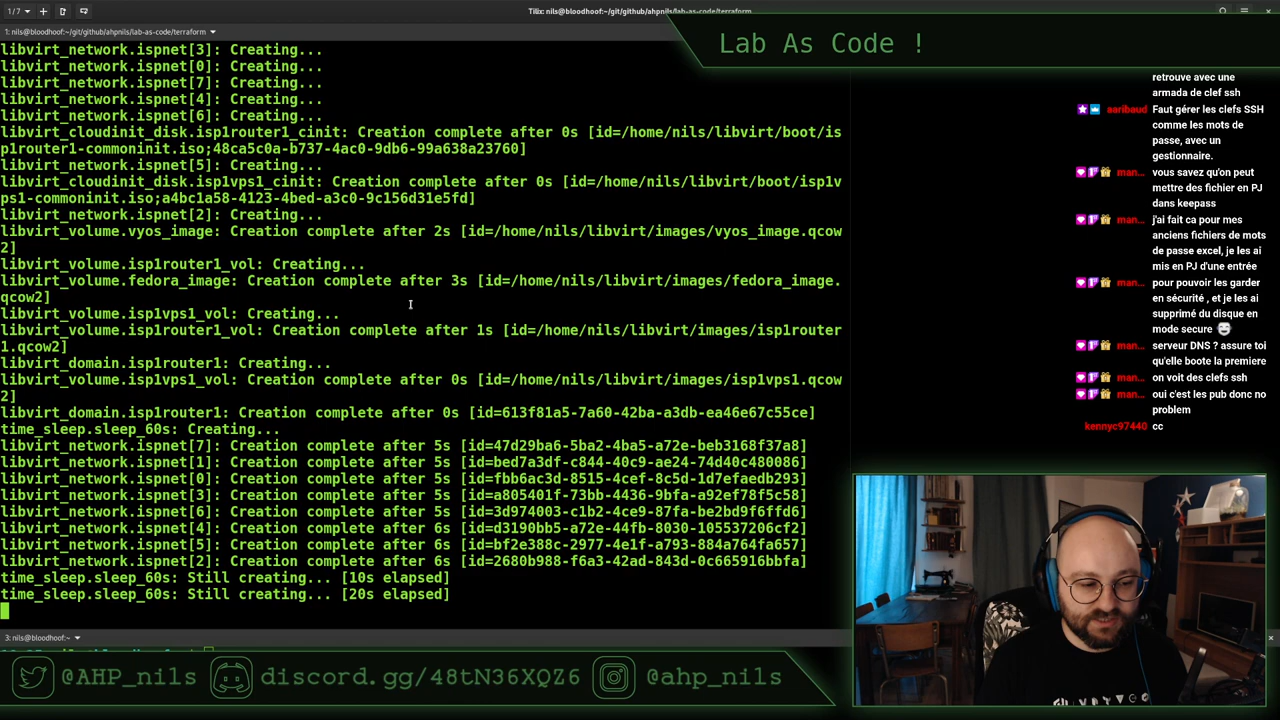 1/7
Tilix: nils@bloodhoof:~/git/github/ahpnils/lab-as-code/terraform
1: nils@bloodhoof:~/git/github/ahpnils/lab-as-code/terraform
Lab As Code !
libvirt_network.ispnet[3]: Creating...
libvirt_network.ispnet[0]: Creating...
libvirt_network.ispnet[7]: Creating...
libvirt_network.ispnet[4]: Creating...
libvirt_network.ispnet[6]: Creating...
libvirt_cloudinit_disk.isp1router1_cinit: Creation complete after 0s [id=/home/nils/libvirt/boot/is
p1router1-commoninit.iso;48ca5c0a-b737-4ac0-9db6-99a638a23760]
libvirt_network.ispnet[5]: Creating...
libvirt_cloudinit_disk.isp1vps1_cinit: Creation complete after 0s [id=/home/nils/libvirt/boot/isp1v
ps1-commoninit.iso;a4bc1a58-4123-4bed-a3c0-9c156d31e5fd]
libvirt_network.ispnet[2]: Creating...
libvirt_volume.vyos_image: Creation complete after 2s [id=/home/nils/libvirt/images/vyos_image.qcow
2]
libvirt_volume.isp1router1_vol: Creating...
libvirt_volume.fedora_image: Creation complete after 3s [id=/home/nils/libvirt/images/fedora_image.
qcow2]
libvirt_volume.isp1vps1_vol: Creating...
libvirt_volume.isp1router1_vol: Creation complete after 1s [id=/home/nils/libvirt/images/isp1router
1.qcow2]
libvirt_domain.isp1router1: Creating...
libvirt_volume.isp1vps1_vol: Creation complete after 0s [id=/home/nils/libvirt/images/isp1vps1.qcow
2]
libvirt_domain.isp1router1: Creation complete after 0s [id=613f81a5-7a60-42ba-a3db-ea46e67c55ce]
time_sleep.sleep_60s: Creating...
libvirt_network.ispnet[7]: Creation complete after 5s [id=47d29ba6-5ba2-4ba5-a72e-beb3168f37a8]
libvirt_network.ispnet[1]: Creation complete after 5s [id=bed7a3df-c844-40c9-ae24-74d40c480086]
libvirt_network.ispnet[0]: Creation complete after 5s [id=fbb6ac3d-8515-4cef-8c5d-1d7efaedb293]
libvirt_network.ispnet[3]: Creation complete after 5s [id=a805401f-73bb-4436-9bfa-a92ef78f5c58]
libvirt_network.ispnet[6]: Creation complete after 5s [id=3d974003-c1b2-4ce9-87fa-be2bd9f6ffd6]
libvirt_network.ispnet[4]: Creation complete after 6s [id=d3190bb5-a72e-44fb-8030-105537206cf2]
libvirt_network.ispnet[5]: Creation complete after 6s [id=bf2e388c-2977-4e1f-a793-884a764fa657]
libvirt_network.ispnet[2]: Creation complete after 6s [id=2680b988-f6a3-42ad-843d-0c665916bbfa]
time_sleep.sleep_60s: Still creating... [10s elapsed]
time_sleep.sleep_60s: Still creating... [20s elapsed]
3: nils@bloodhoof:~
retrouve avec une
armada de clef ssh
aaribaud Faut gérer les clefs SSH
comme les mots de
passe, avec un
gestionnaire.
man... vous savez qu'on peut
mettre des fichier en PJ
dans keepass
man... j'ai fait ca pour mes
anciens fichiers de mots
de passe excel, je les ai
mis en PJ d'une entrée
man... pour pouvoir les garder
en sécurité , et je les ai
supprimé du disque en
mode secure
man... serveur DNS ? assure toi
qu'elle boote la premiere
man... on voit des clefs ssh
man... oui c'est les pub donc no
problem
kennyc97440 cc
@AHP_nils
discord.gg/48tN36XQZ6
@ahp_nils